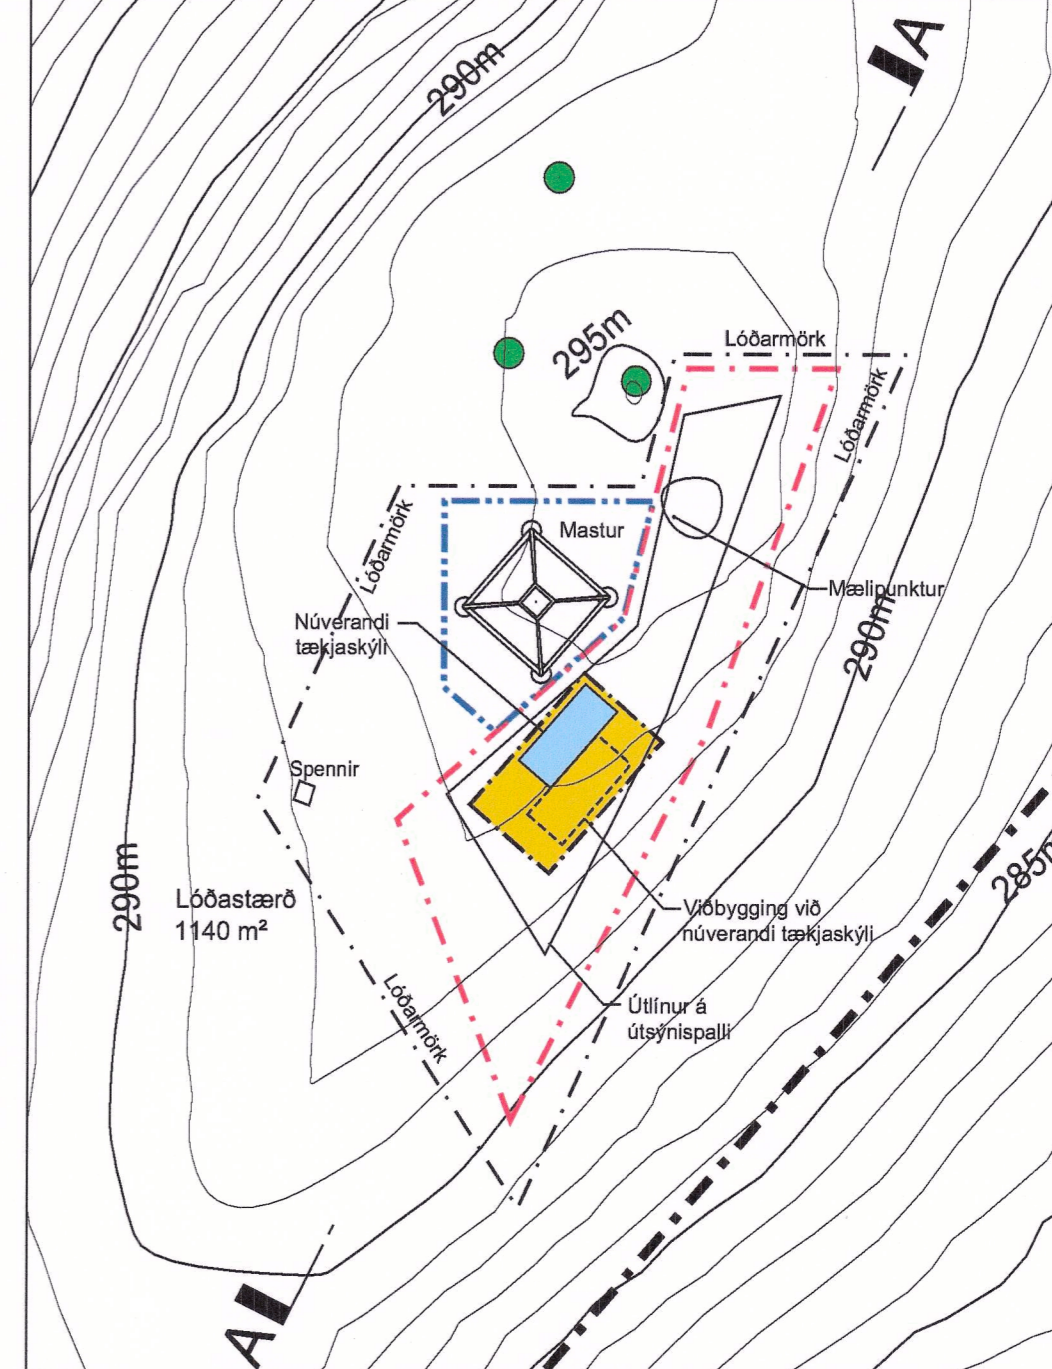 A
290m
295m
Lóðarmörk
Lóðarmörk
Lóðarmörk
Mastur
Mælipunktur
Núverandi
tækjaskýli
290m
Spennir
285m
290m
Lóðastærð
1140 m²
Viðbygging við
núverandi tækjaskýli
Lóðarmörk
Útlínur á
útsýnispalli
A